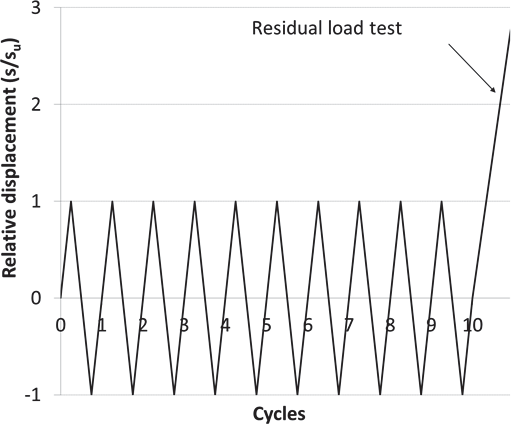 3
Residual load test
2
1
0
-1
Relative displacement (s/su)
0 1 2 3 4 5 6 7 8 9 10
Cycles